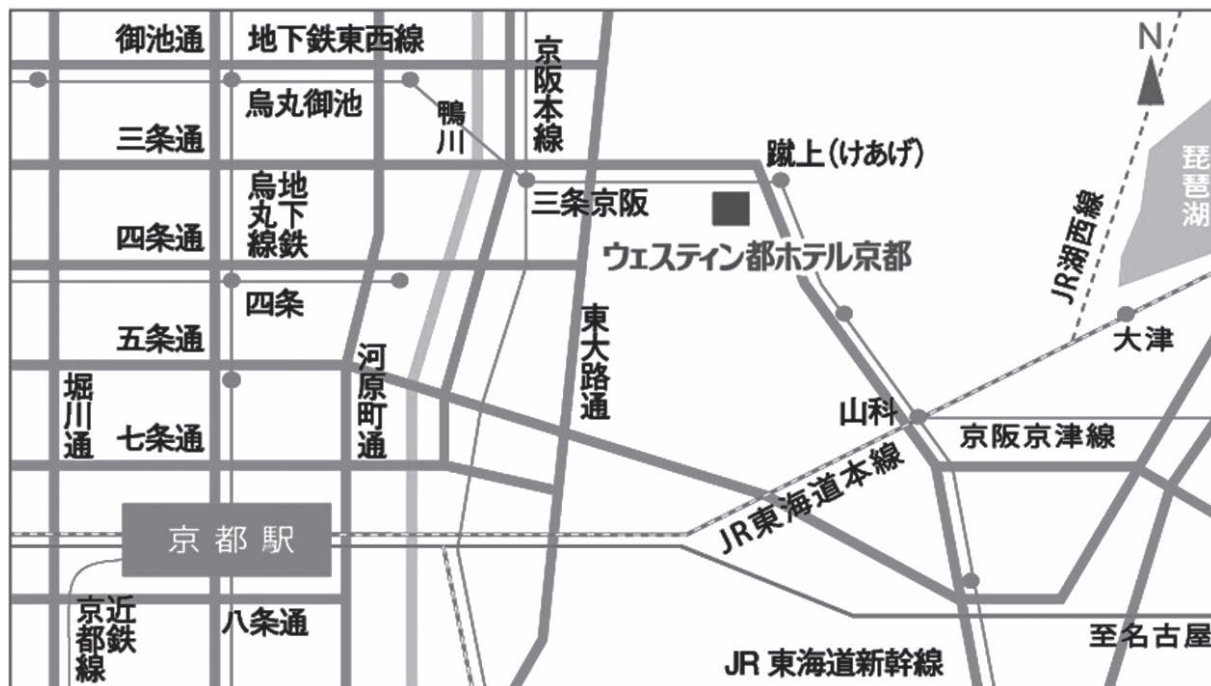 御池通
地下鉄東西線
京阪本線
N
烏丸御池
鴨川
三条通
蹴上(けあげ)
琵琶湖
地下鉄
烏丸線
三条京阪
四条通
ウェスティン都ホテル京都
JR湖西線
四条
五条通
東大路通
大津
堀川通
河原町通
山科
七条通
京阪京津線
JR東海道本線
京都駅
近鉄
京都線
八条通
至名古屋
JR東海道新幹線